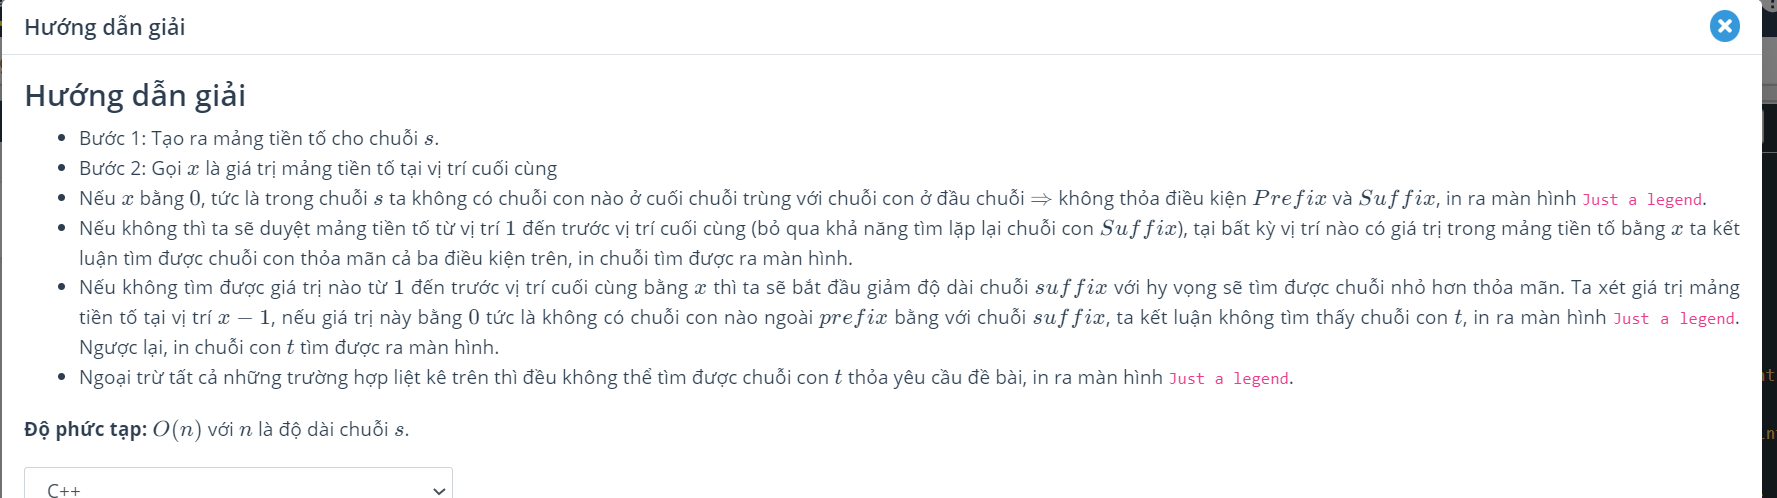 Hướng dẫn giải
Hướng dẫn giải
Bước 1: Tạo ra mảng tiền tố cho chuỗi s.
Bước 2: Gọi x là giá trị mảng tiền tố tại vị trí cuối cùng
Nếu x bằng 0, tức là trong chuỗi s ta không có chuỗi con nào ở cuối chuỗi trùng với chuỗi con ở đầu chuỗi ⇒ không thỏa điều kiện Prefix và Suffix, in ra màn hình Just a legend.
Nếu không thì ta sẽ duyệt mảng tiền tố từ vị trí 1 đến trước vị trí cuối cùng (bỏ qua khả năng tìm lặp lại chuỗi con Suffix), tại bất kỳ vị trí nào có giá trị trong mảng tiền tố bằng x ta kết
luận tìm được chuỗi con thỏa mãn cả ba điều kiện trên, in chuỗi tìm được ra màn hình.
Nếu không tìm được giá trị nào từ 1 đến trước vị trí cuối cùng bằng x thì ta sẽ bắt đầu giảm độ dài chuỗi suffix với hy vọng sẽ tìm được chuỗi nhỏ hơn thỏa mãn. Ta xét giá trị mảng
tiền tố tại vị trí x − 1, nếu giá trị này bằng 0 tức là không có chuỗi con nào ngoài prefix bằng với chuỗi suffix, ta kết luận không tìm thấy chuỗi con t, in ra màn hình Just a legend.
Ngược lại, in chuỗi con t tìm được ra màn hình.
Ngoại trừ tất cả những trường hợp liệt kê trên thì đều không thể tìm được chuỗi con t thỏa yêu cầu đề bài, in ra màn hình Just a legend.
Độ phức tạp: O(n) với n là độ dài chuỗi s.
C++